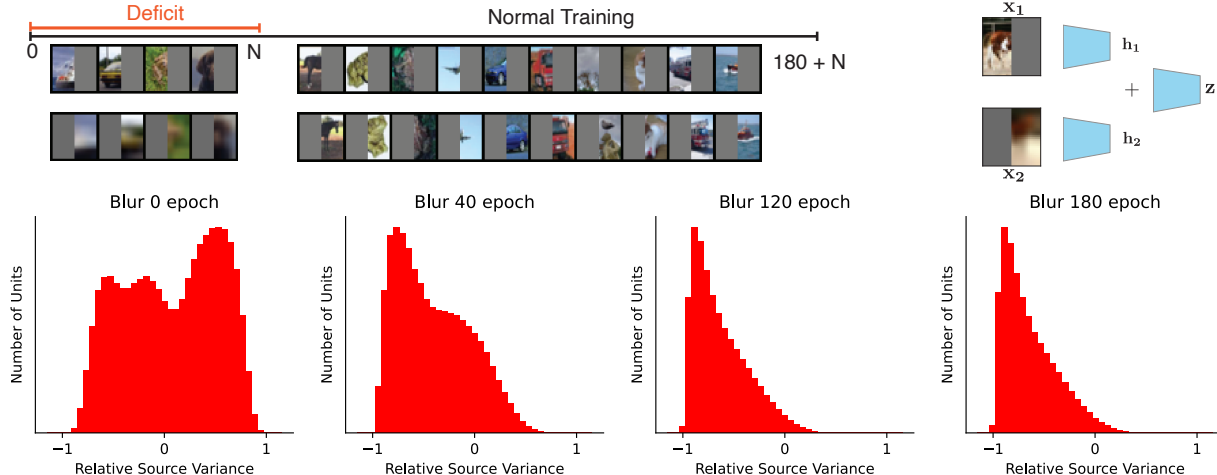 Deficit
Normal Training
0
N
180 + N
x1
h1
+
z
h2
x2
Blur 0 epoch
Blur 40 epoch
Blur 120 epoch
Blur 180 epoch
Number of Units
Number of Units
Number of Units
Number of Units
−1 0 1
−1 0 1
−1 0 1
−1 0 1
Relative Source Variance
Relative Source Variance
Relative Source Variance
Relative Source Variance